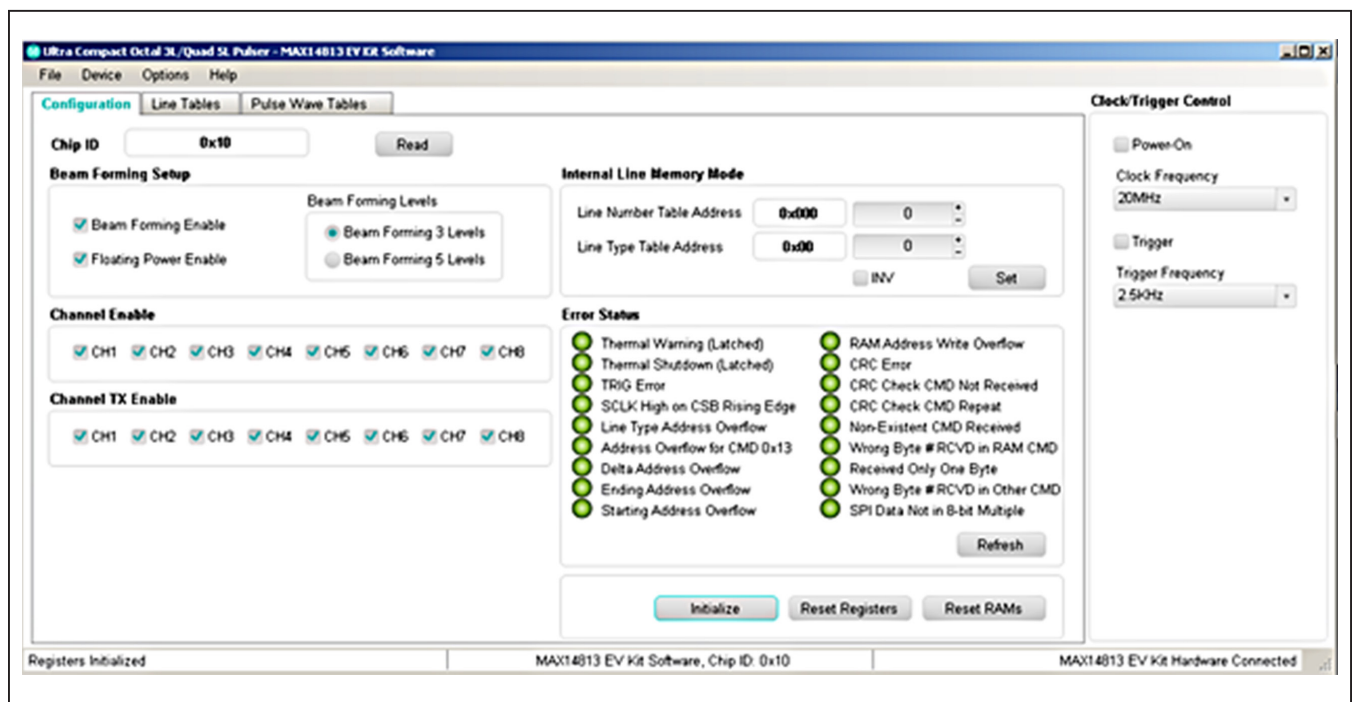 Ultra Compact Octal 3L/Quad 5L Pulser - MAX14813 EV Kit Software
File Device Options Help
Configuration Line Tables Pulse Wave Tables
Chip ID 0x10 Read
Beam Forming Setup
Beam Forming Enable
Floating Power Enable
Beam Forming Levels
Beam Forming 3 Levels
Beam Forming 5 Levels
Channel Enable
CH1 CH2 CH3 CH4 CH5 CH6 CH7 CH8
Channel TX Enable
CH1 CH2 CH3 CH4 CH5 CH6 CH7 CH8
Internal Line Memory Mode
Line Number Table Address 0x000 0
Line Type Table Address 0x00 0
INV Set
Error Status
Thermal Warning (Latched)
Thermal Shutdown (Latched)
TRIG Error
SCLK High on CSB Rising Edge
Line Type Address Overflow
Address Overflow for CMD 0x13
Delta Address Overflow
Ending Address Overflow
Starting Address Overflow
RAM Address Write Overflow
CRC Error
CRC Check CMD Not Received
CRC Check CMD Repeat
Non-Existent CMD Received
Wrong Byte # RCVD in RAM CMD
Received Only One Byte
Wrong Byte # RCVD in Other CMD
SPI Data Not in 8-bit Multiple
Refresh
Initialize Reset Registers Reset RAMs
Clock/Trigger Control
Power-On
Clock Frequency
20MHz
Trigger
Trigger Frequency
2.5KHz
Registers Initialized MAX14813 EV Kit Software, Chip ID: 0x10 MAX14813 EV Kit Hardware Connected